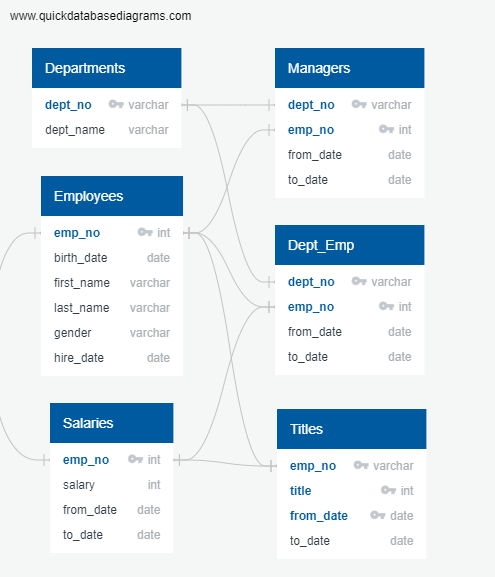 www.quickdatabasediagrams.com
Departments
dept_no varchar
dept_name varchar
Managers
dept_no varchar
emp_no int
from_date date
to_date date
Employees
emp_no int
birth_date date
first_name varchar
last_name varchar
gender varchar
hire_date date
Dept_Emp
dept_no varchar
emp_no int
from_date date
to_date date
Salaries
emp_no int
salary int
from_date date
to_date date
Titles
emp_no varchar
title int
from_date date
to_date date